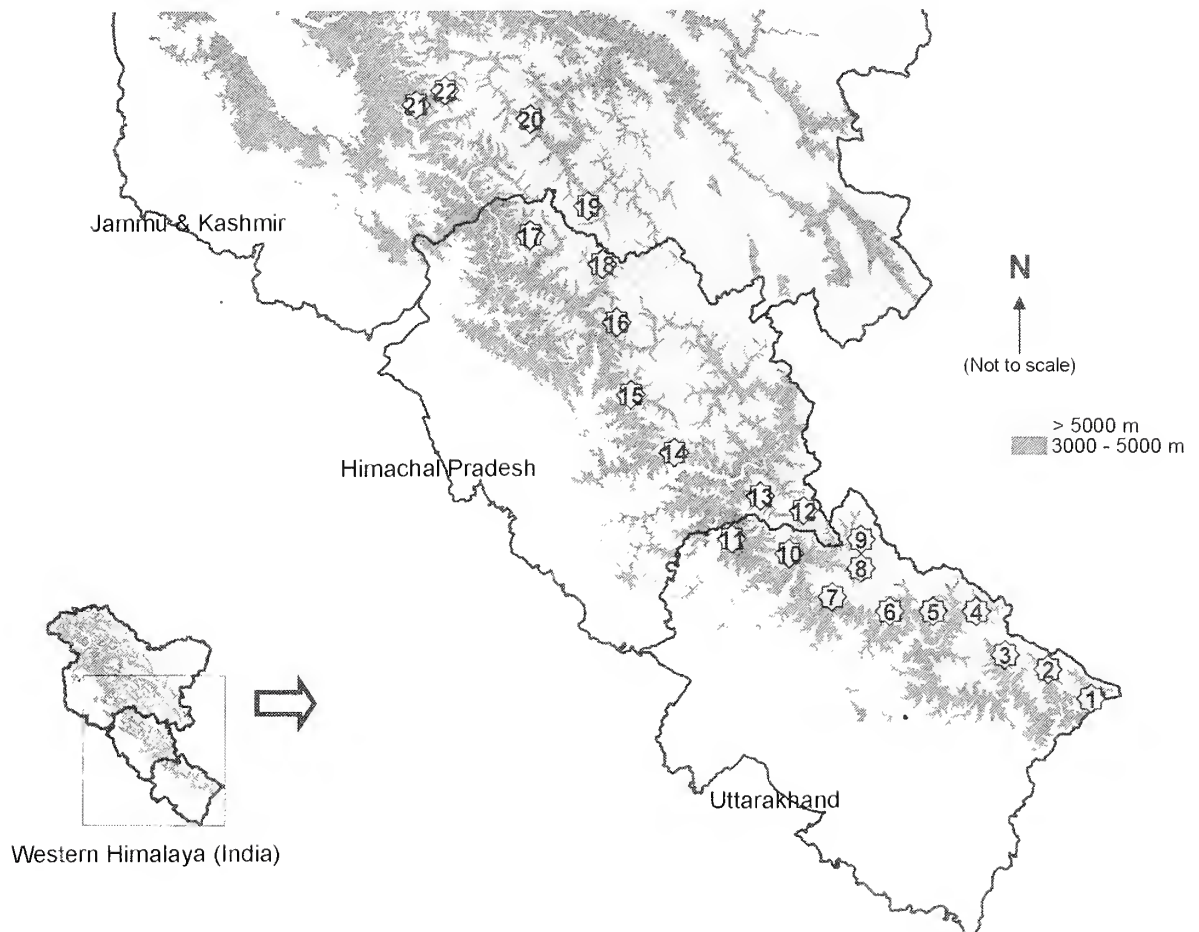 22
21
20
Jammu & Kashmir
19
17
18
N
16
(Not to scale)
15
> 5000 m
3000 - 5000 m
14
Himachal Pradesh
13
12
11
10
9
8
7
6
5
4
3
2
1
Uttarakhand
Western Himalaya (India)